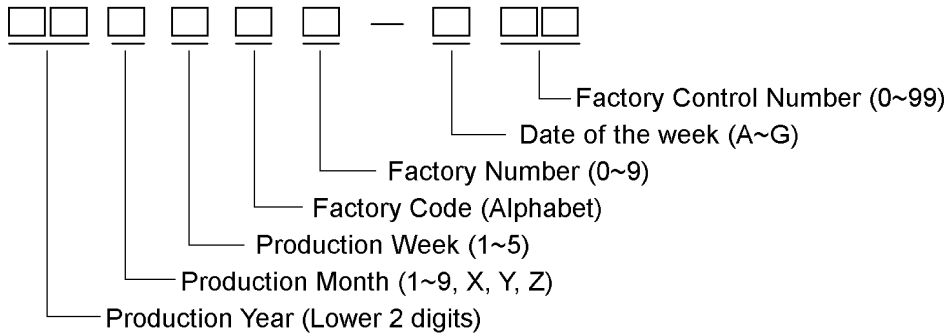 Factory Control Number (0~99)
Date of the week (A~G)
Factory Number (0~9)
Factory Code (Alphabet)
Production Week (1~5)
Production Month (1~9, X, Y, Z)
Production Year (Lower 2 digits)